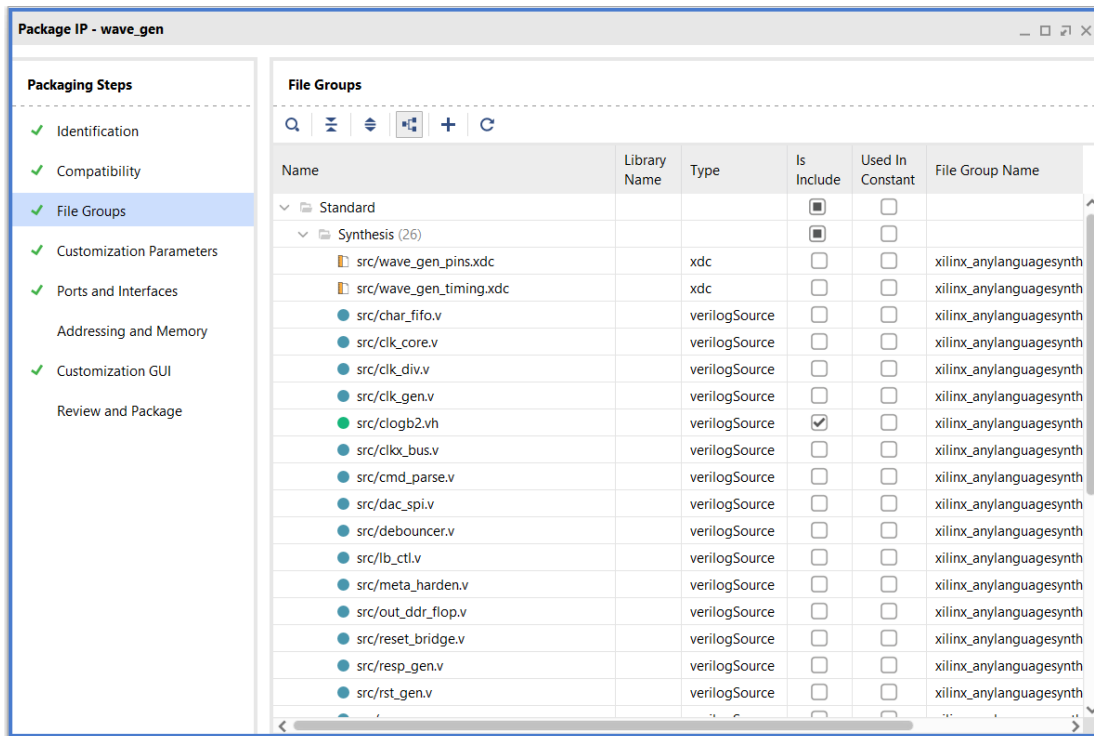 Package IP - wave_gen
Packaging Steps
Identification
Compatibility
File Groups
Customization Parameters
Ports and Interfaces
Addressing and Memory
Customization GUI
Review and Package
File Groups
Name Library Name Type Is Include Used In Constant File Group Name
Standard
Synthesis (26)
src/wave_gen_pins.xdc xdc xilinx_anylanguagesynth
src/wave_gen_timing.xdc xdc xilinx_anylanguagesynth
src/char_fifo.v verilogSource xilinx_anylanguagesynth
src/clk_core.v verilogSource xilinx_anylanguagesynth
src/clk_div.v verilogSource xilinx_anylanguagesynth
src/clk_gen.v verilogSource xilinx_anylanguagesynth
src/clogb2.vh verilogSource xilinx_anylanguagesynth
src/clkx_bus.v verilogSource xilinx_anylanguagesynth
src/cmd_parse.v verilogSource xilinx_anylanguagesynth
src/dac_spi.v verilogSource xilinx_anylanguagesynth
src/debouncer.v verilogSource xilinx_anylanguagesynth
src/lb_ctl.v verilogSource xilinx_anylanguagesynth
src/meta_harden.v verilogSource xilinx_anylanguagesynth
src/out_ddr_flop.v verilogSource xilinx_anylanguagesynth
src/reset_bridge.v verilogSource xilinx_anylanguagesynth
src/resp_gen.v verilogSource xilinx_anylanguagesynth
src/rst_gen.v verilogSource xilinx_anylanguagesynth